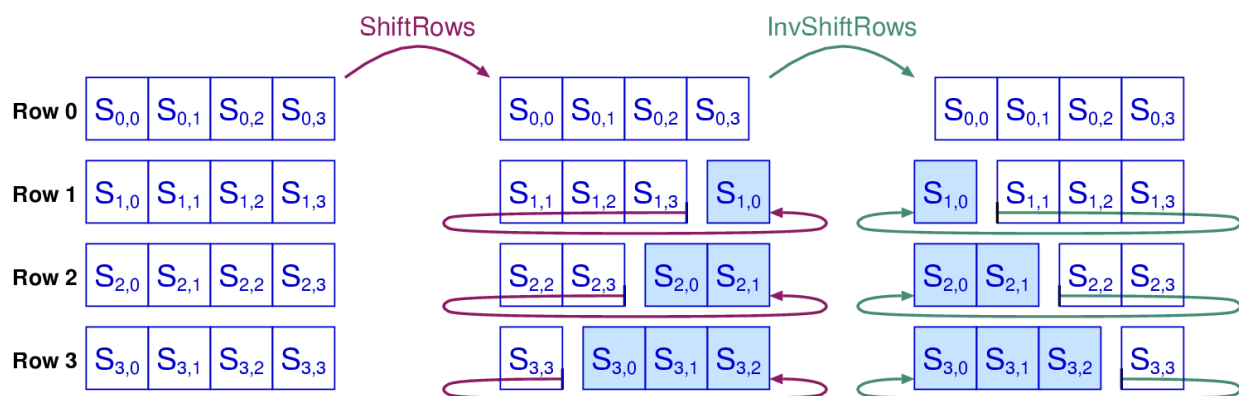 ShiftRows InvShiftRows
Row 0 S0,0 S0,1 S0,2 S0,3 S0,0 S0,1 S0,2 S0,3 S0,0 S0,1 S0,2 S0,3
Row 1 S1,0 S1,1 S1,2 S1,3 S1,1 S1,2 S1,3 S1,0 S1,0 S1,1 S1,2 S1,3
Row 2 S2,0 S2,1 S2,2 S2,3 S2,2 S2,3 S2,0 S2,1 S2,0 S2,1 S2,2 S2,3
Row 3 S3,0 S3,1 S3,2 S3,3 S3,3 S3,0 S3,1 S3,2 S3,0 S3,1 S3,2 S3,3